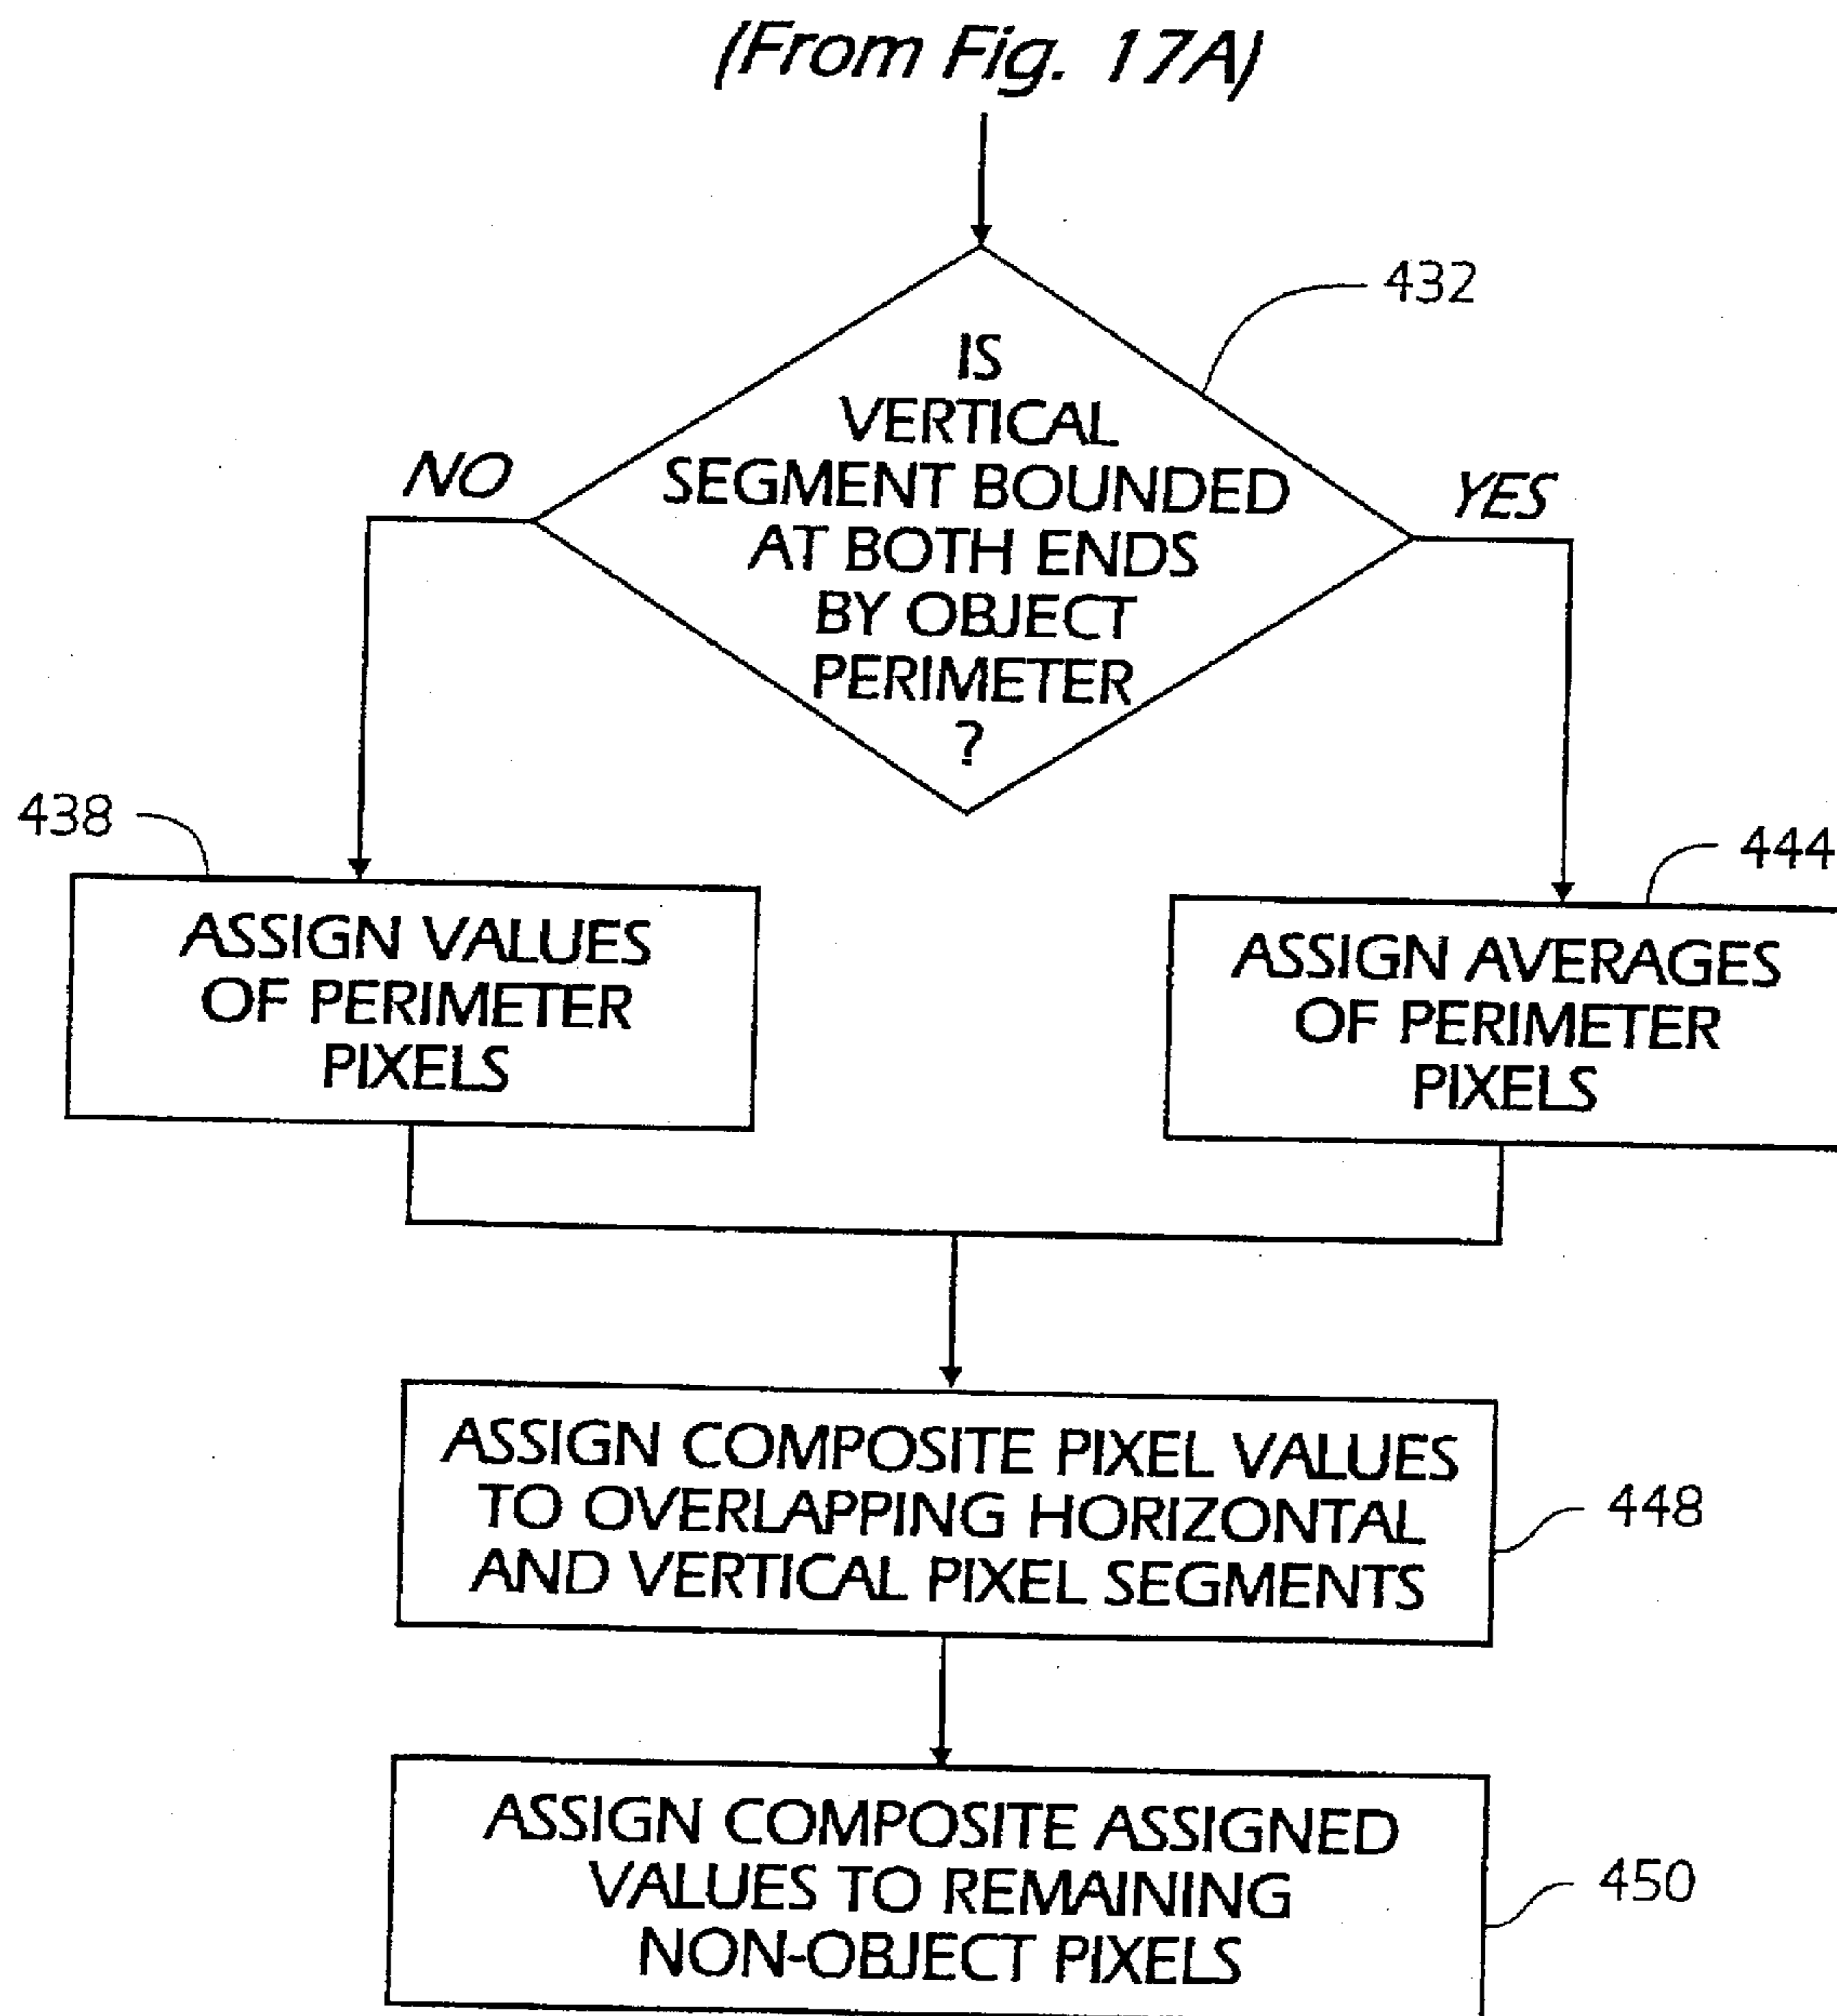 (From Fig. 17A)
432
IS
VERTICAL
SEGMENT BOUNDED
AT BOTH ENDS
BY OBJECT
PERIMETER
?
NO
YES
438
444
ASSIGN VALUES
OF PERIMETER
PIXELS
ASSIGN AVERAGES
OF PERIMETER
PIXELS
ASSIGN COMPOSITE PIXEL VALUES
TO OVERLAPPING HORIZONTAL
AND VERTICAL PIXEL SEGMENTS
448
ASSIGN COMPOSITE ASSIGNED
VALUES TO REMAINING
NON-OBJECT PIXELS
450